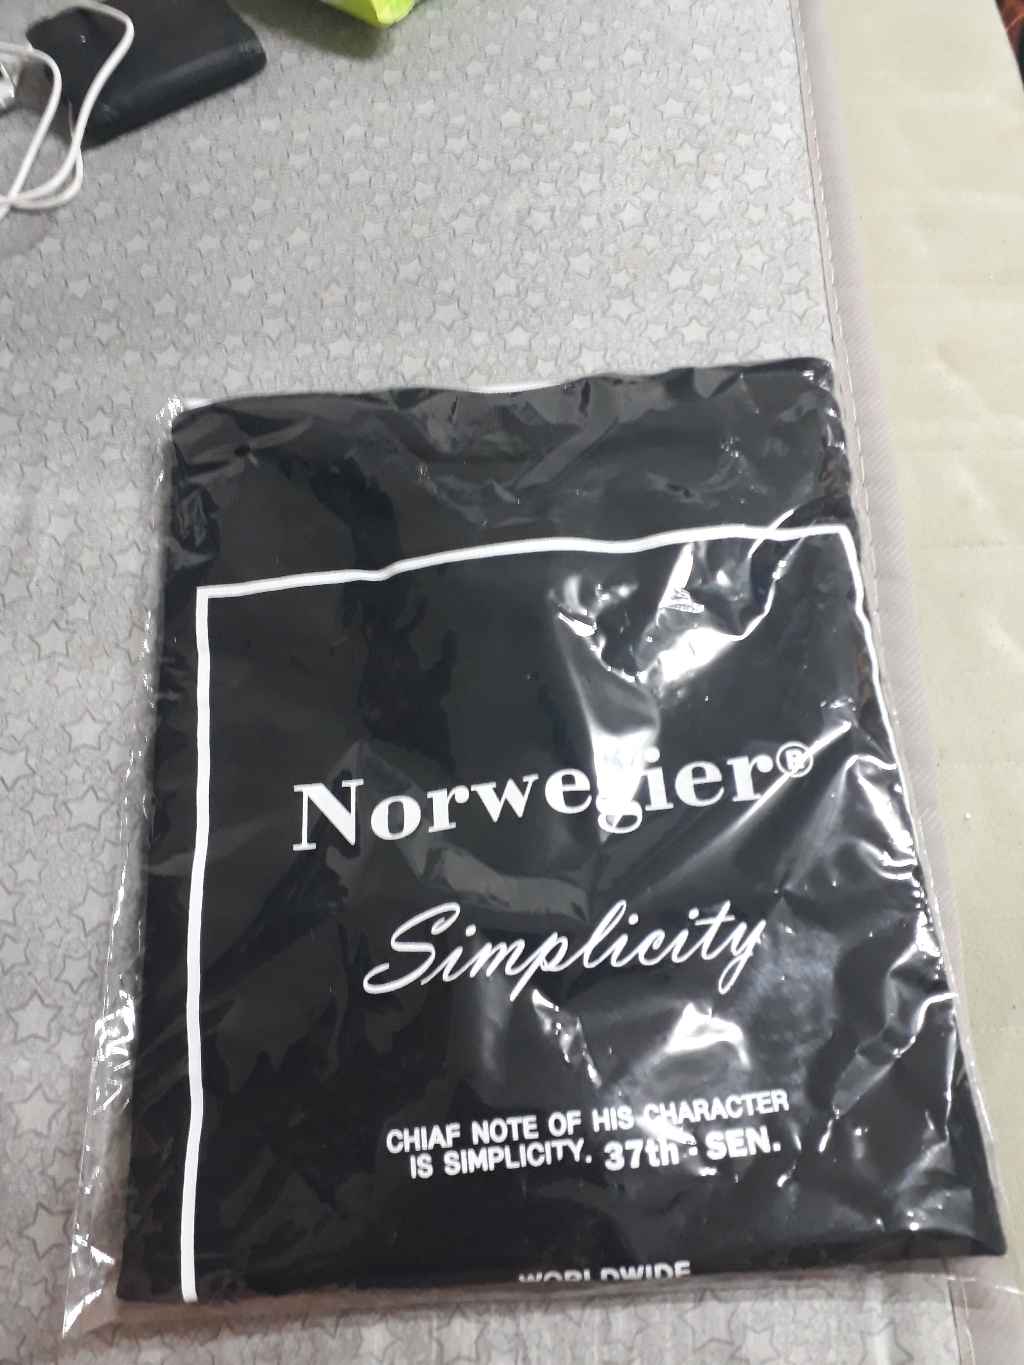 Norwegier®
Simplicity
CHIAF NOTE OF HIS CHARACTER
IS SIMPLICITY. 37th - SEN.
WORLDWIDE